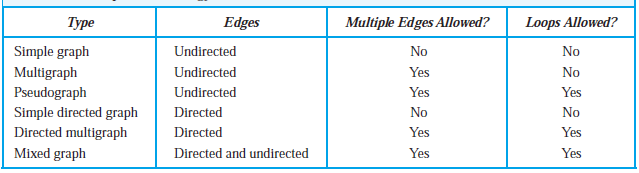 Type Edges Multiple Edges Allowed? Loops Allowed?
Simple graph Undirected No No
Multigraph Undirected Yes No
Pseudograph Undirected Yes Yes
Simple directed graph Directed No No
Directed multigraph Directed Yes Yes
Mixed graph Directed and undirected Yes Yes